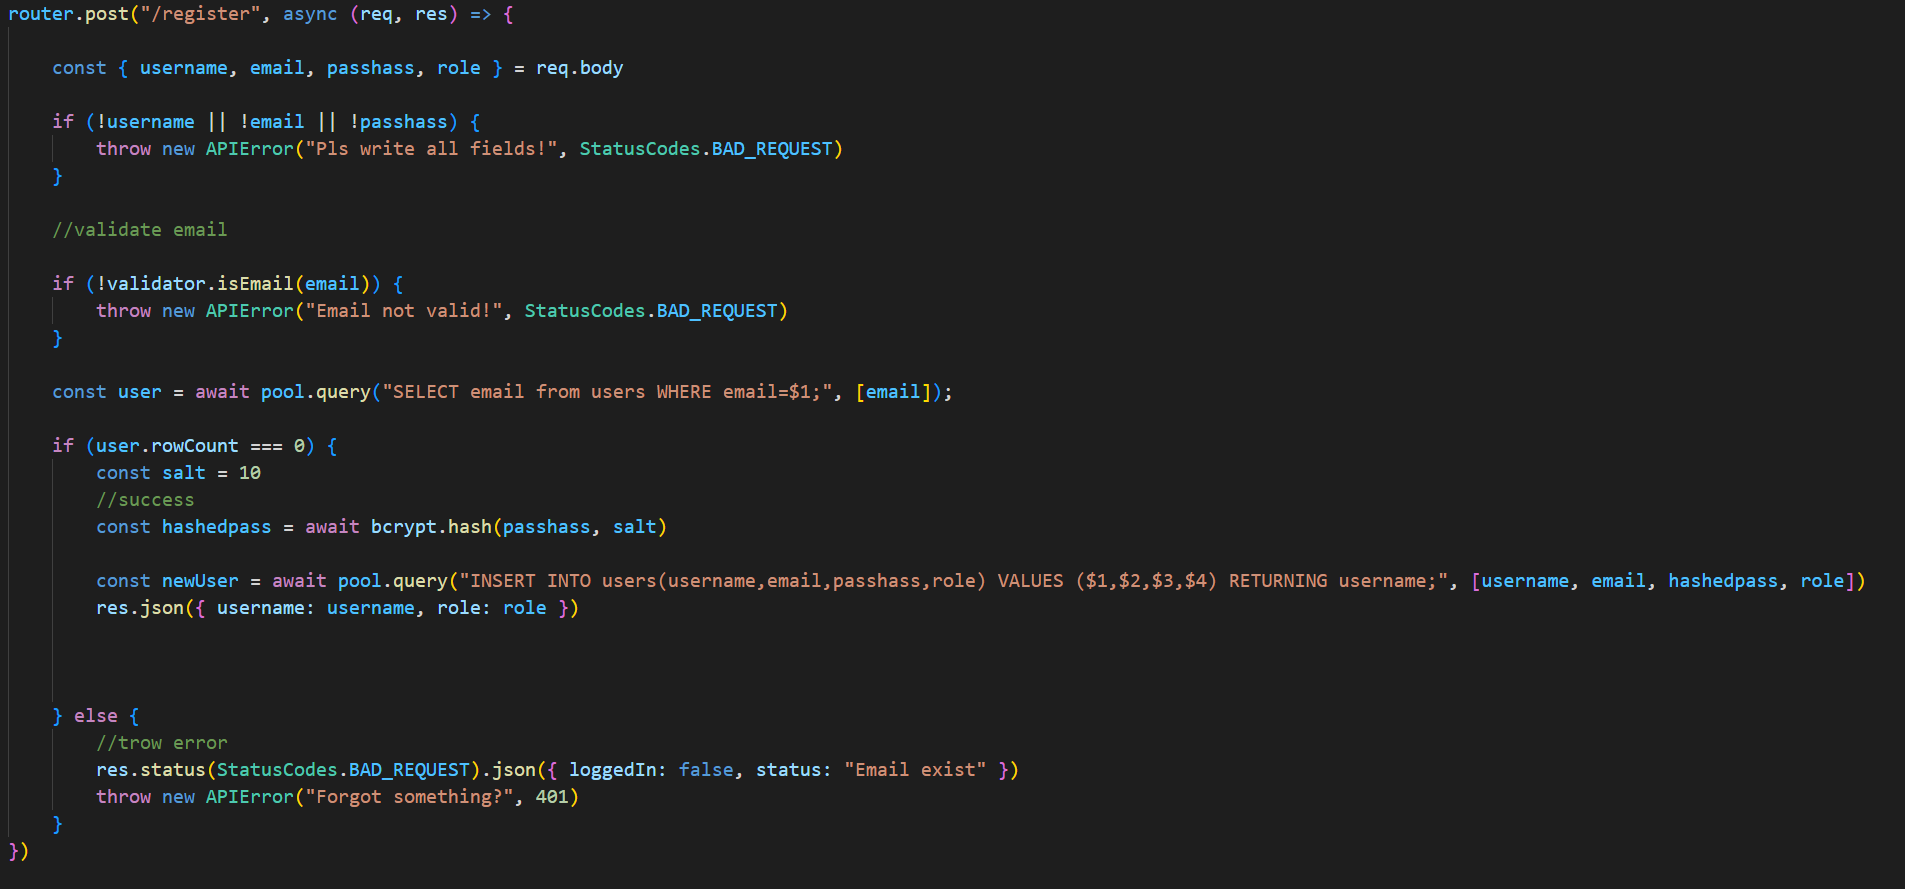 router.post("/register", async (req, res) => {
const { username, email, passhass, role } = req.body
if (!username || !email || !passhass) {
throw new APIError("Pls write all fields!", StatusCodes.BAD_REQUEST)
}
//validate email
if (!validator.isEmail(email)) {
throw new APIError("Email not valid!", StatusCodes.BAD_REQUEST)
}
const user = await pool.query("SELECT email from users WHERE email=$1;", [email]);
if (user.rowCount === 0) {
const salt = 10
//success
const hashedpass = await bcrypt.hash(passhass, salt)
const newUser = await pool.query("INSERT INTO users(username,email,passhass,role) VALUES ($1,$2,$3,$4) RETURNING username;", [username, email, hashedpass, role])
res.json({ username: username, role: role })
} else {
//trow error
res.status(StatusCodes.BAD_REQUEST).json({ loggedIn: false, status: "Email exist" })
throw new APIError("Forgot something?", 401)
}
})